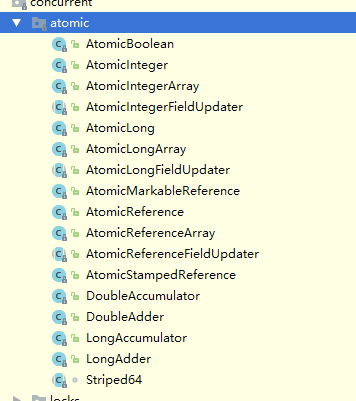 concurrent
atomic
AtomicBoolean
AtomicInteger
AtomicIntegerArray
AtomicIntegerFieldUpdater
AtomicLong
AtomicLongArray
AtomicLongFieldUpdater
AtomicMarkableReference
AtomicReference
AtomicReferenceArray
AtomicReferenceFieldUpdater
AtomicStampedReference
DoubleAccumulator
DoubleAdder
LongAccumulator
LongAdder
Striped64
locks